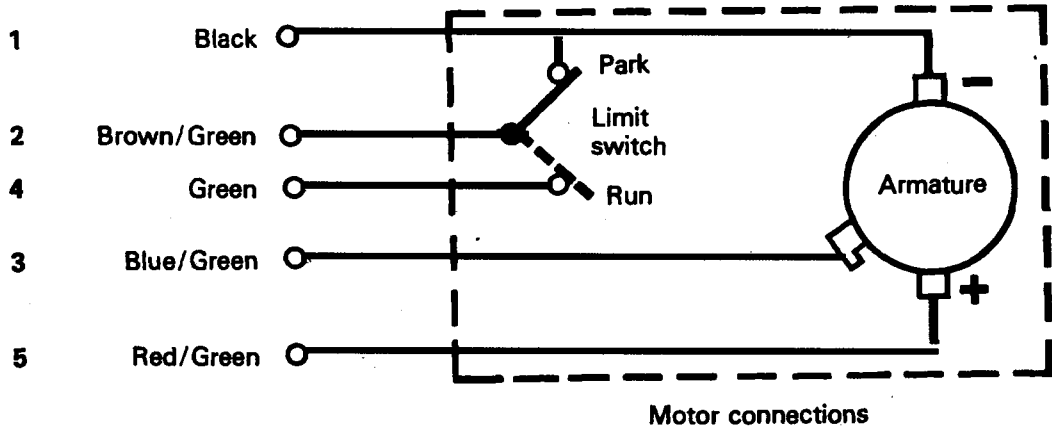 1 Black
Park
−
2 Brown/Green
Limit
switch
4 Green
Run
Armature
3 Blue/Green
+
5 Red/Green
Motor connections